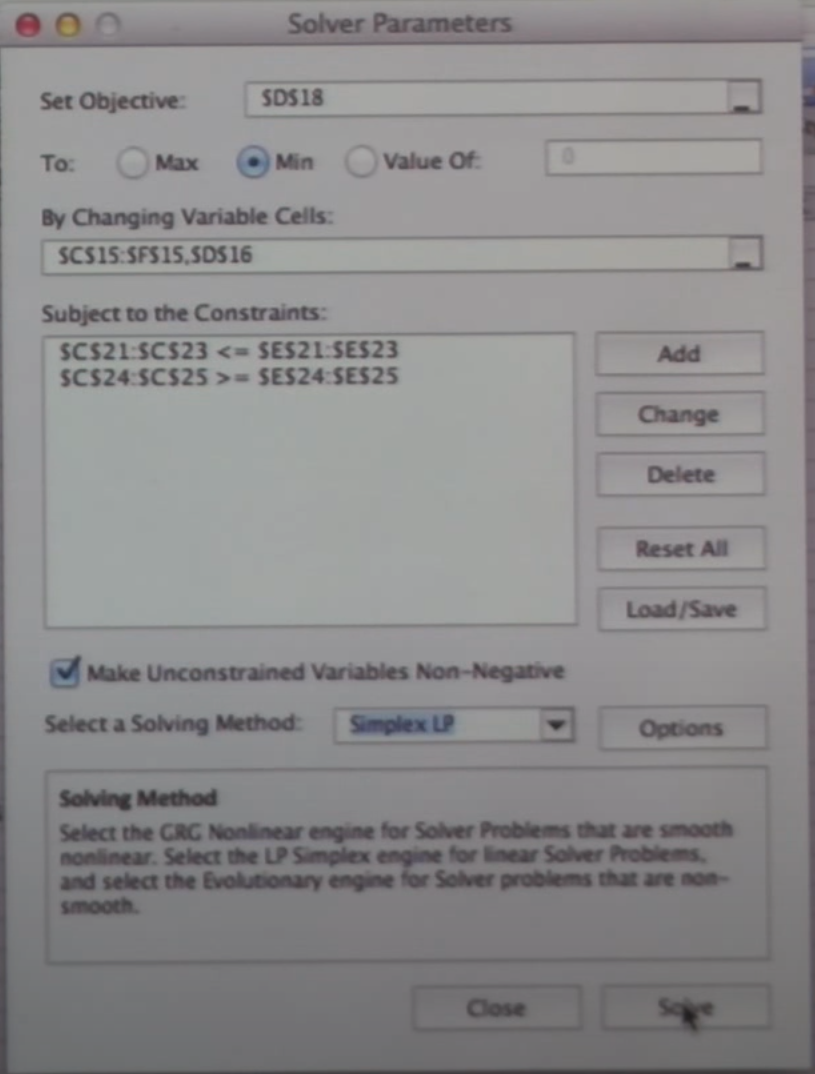 Solver Parameters
Set Objective: $D$18
To: Max Min Value Of: 0
By Changing Variable Cells:
$C$15:$F$15,$D$16
Subject to the Constraints:
$C$21:$C$23 <= $E$21:$E$23
$C$24:$C$25 >= $E$24:$E$25
Add
Change
Delete
Reset All
Load/Save
Make Unconstrained Variables Non-Negative
Select a Solving Method: Simplex LP Options
Solving Method
Select the GRG Nonlinear engine for Solver Problems that are smooth
nonlinear. Select the LP Simplex engine for linear Solver Problems,
and select the Evolutionary engine for Solver problems that are non-
smooth.
Close Solve